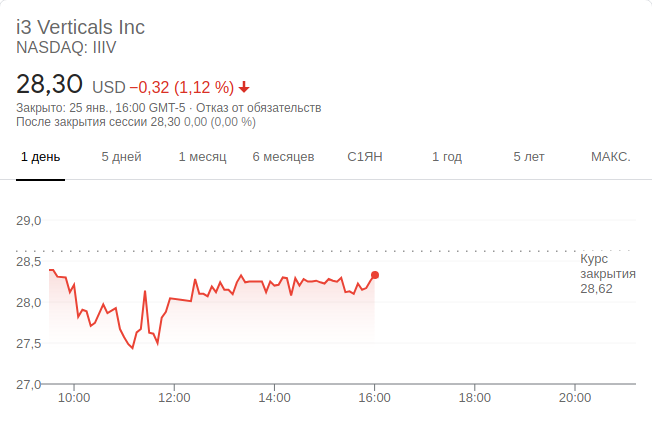 i3 Verticals Inc
NASDAQ: IIIV
28,30 USD −0,32 (1,12 %)
Закрыто: 25 янв., 16:00 GMT-5 · Отказ от обязательств
После закрытия сессии 28,30 0,00 (0,00 %)
1 день 5 дней 1 месяц 6 месяцев С1ЯН 1 год 5 лет МАКС.
29,0
28,5
28,0
27,5
27,0
Курс
закрытия
28,62
10:00 12:00 14:00 16:00 18:00 20:00